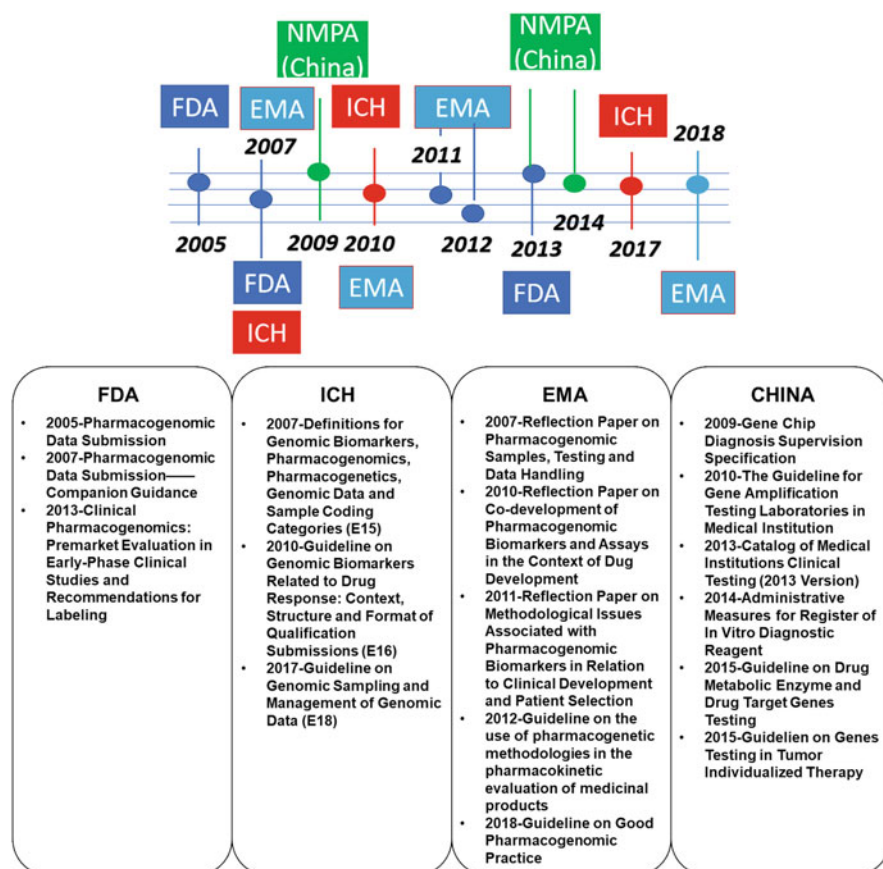 NMPA
(China)
NMPA
(China)
FDA
EMA
ICH
EMA
ICH
2007
2011
2018
2005
2009
2010
2012
2013
2014
2017
FDA
EMA
FDA
EMA
ICH
FDA
• 2005-Pharmacogenomic
Data Submission
• 2007-Pharmacogenomic
Data Submission——
Companion Guidance
• 2013-Clinical
Pharmacogenomics:
Premarket Evaluation in
Early-Phase Clinical
Studies and
Recommendations for
Labeling
ICH
• 2007-Definitions for
Genomic Biomarkers,
Pharmacogenomics,
Pharmacogenetics,
Genomic Data and
Sample Coding
Categories (E15)
• 2010-Guideline on
Genomic Biomarkers
Related to Drug
Response: Context,
Structure and Format of
Qualification
Submissions (E16)
• 2017-Guideline on
Genomic Sampling and
Management of Genomic
Data (E18)
EMA
• 2007-Reflection Paper on
Pharmacogenomic
Samples, Testing and
Data Handling
• 2010-Reflection Paper on
Co-development of
Pharmacogenomic
Biomarkers and Assays
in the Context of Dug
Development
• 2011-Reflection Paper on
Methodological Issues
Associated with
Pharmacogenomic
Biomarkers in Relation
to Clinical Development
and Patient Selection
• 2012-Guideline on the
use of pharmacogenetic
methodologies in the
pharmacokinetic
evaluation of medicinal
products
• 2018-Guideline on Good
Pharmacogenomic
Practice
CHINA
• 2009-Gene Chip
Diagnosis Supervision
Specification
• 2010-The Guideline for
Gene Amplification
Testing Laboratories in
Medical Institution
• 2013-Catalog of Medical
Institutions Clinical
Testing (2013 Version)
• 2014-Administrative
Measures for Register of
In Vitro Diagnostic
Reagent
• 2015-Guideline on Drug
Metabolic Enzyme and
Drug Target Genes
Testing
• 2015-Guidelien on Genes
Testing in Tumor
Individualized Therapy